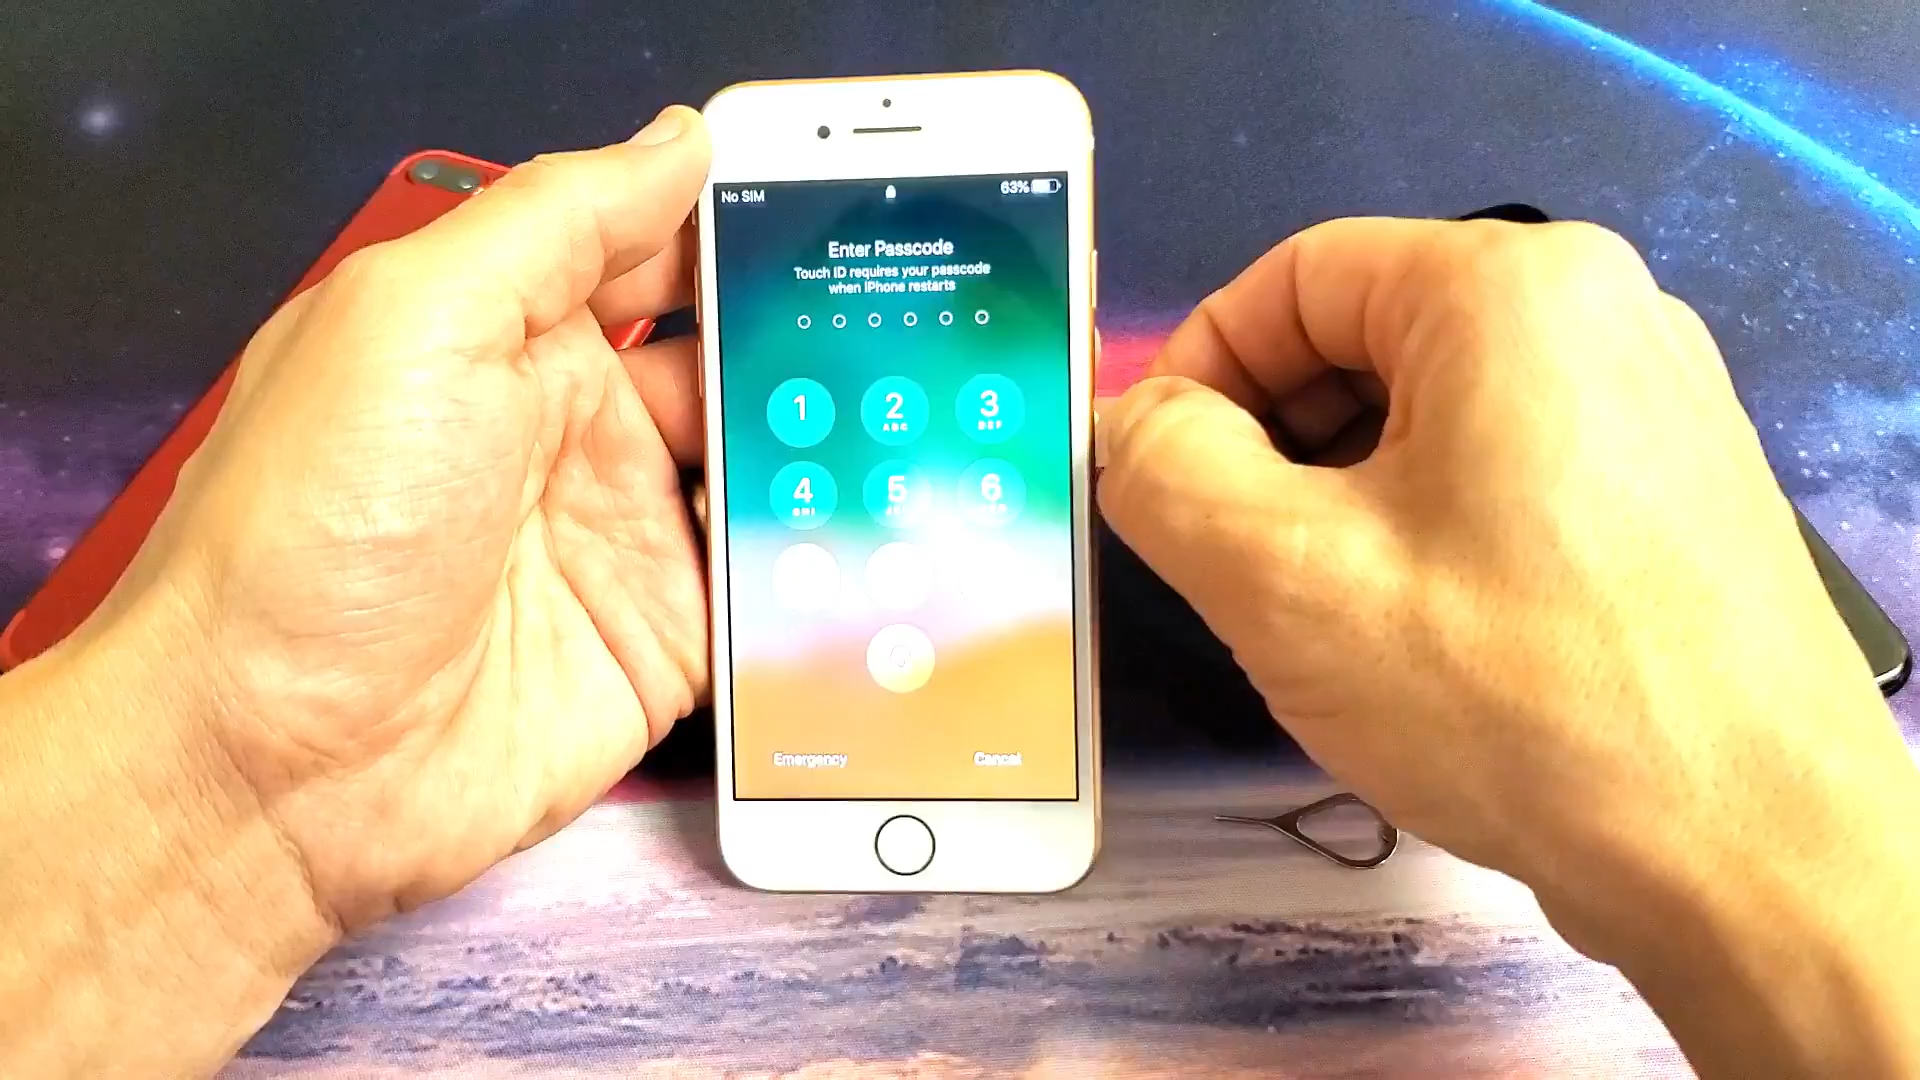 No SIM
63%
Enter Passcode
Touch ID requires your passcode
when iPhone restarts
1
2
ABC
3
DEF
4
GHI
5
6
Emergency
Cancel